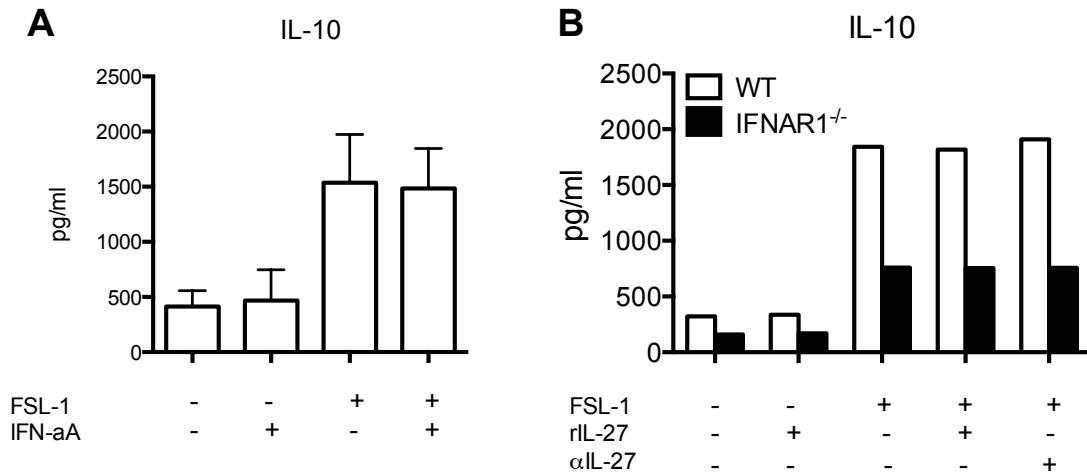 A
IL-10
2500
2000
1500
1000
500
0
pg/ml
FSL-1 - - + +
IFN-aA - + - +
B
IL-10
WT
IFNAR1-/-
2500
2000
1500
1000
500
0
pg/ml
FSL-1 - - + + +
rIL-27 - + - + -
αIL-27 - - - - +